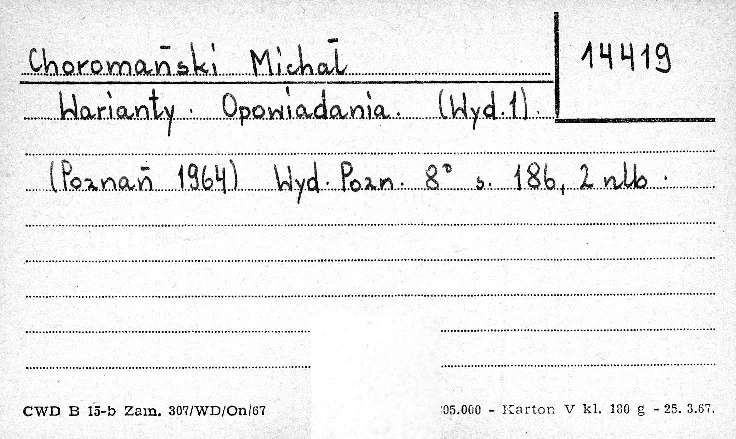 Choromański Michał
14419
Warianty. Opowiadania. (Wyd.1).
(Poznań 1964) Wyd. Pozn. 8° s. 186, 2 nlb.
CWD B 15-b Zam. 307/WD/On/67
05.000 - Karton V kl. 180 g - 25. 3.67.